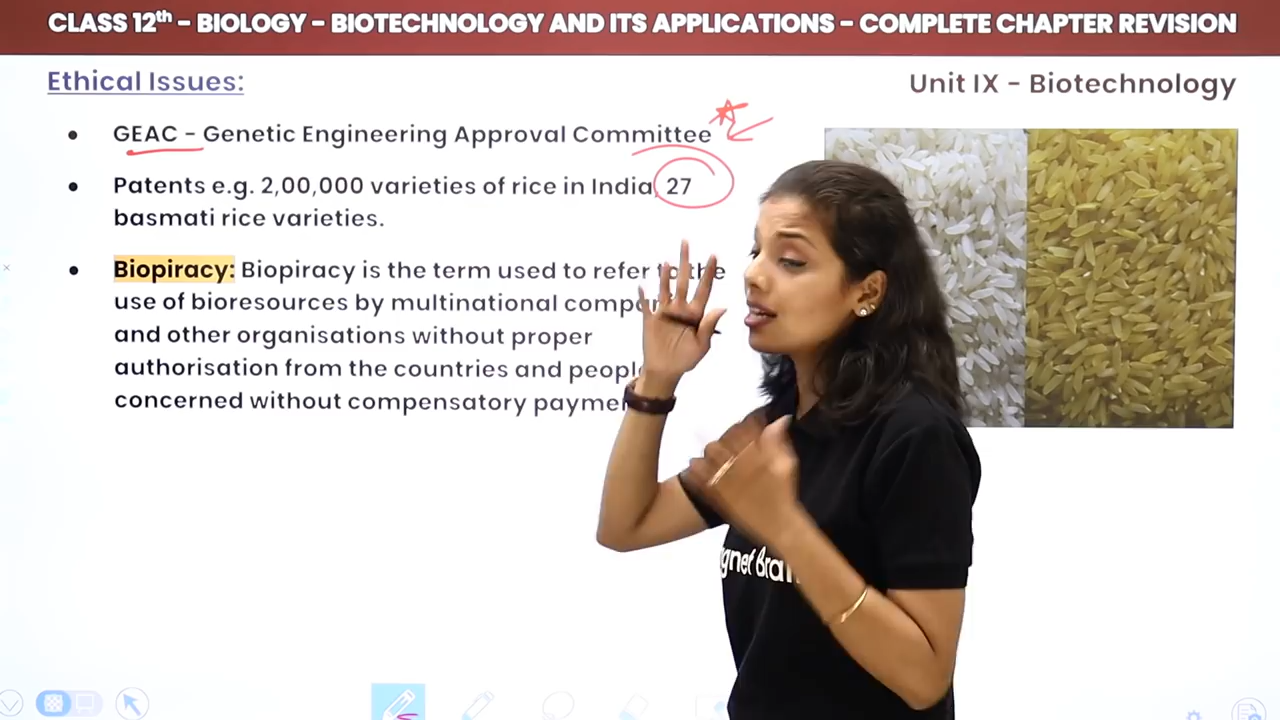 CLASS 12th - BIOLOGY - BIOTECHNOLOGY AND ITS APPLICATIONS - COMPLETE CHAPTER REVISION
Ethical Issues:
Unit IX - Biotechnology
• GEAC - Genetic Engineering Approval Committee
• Patents e.g. 2,00,000 varieties of rice in India, 27
basmati rice varieties.
• Biopiracy: Biopiracy is the term used to refer to the
use of bioresources by multinational
and other organisations without proper
authorisation from the countries and
concerned without compensatory